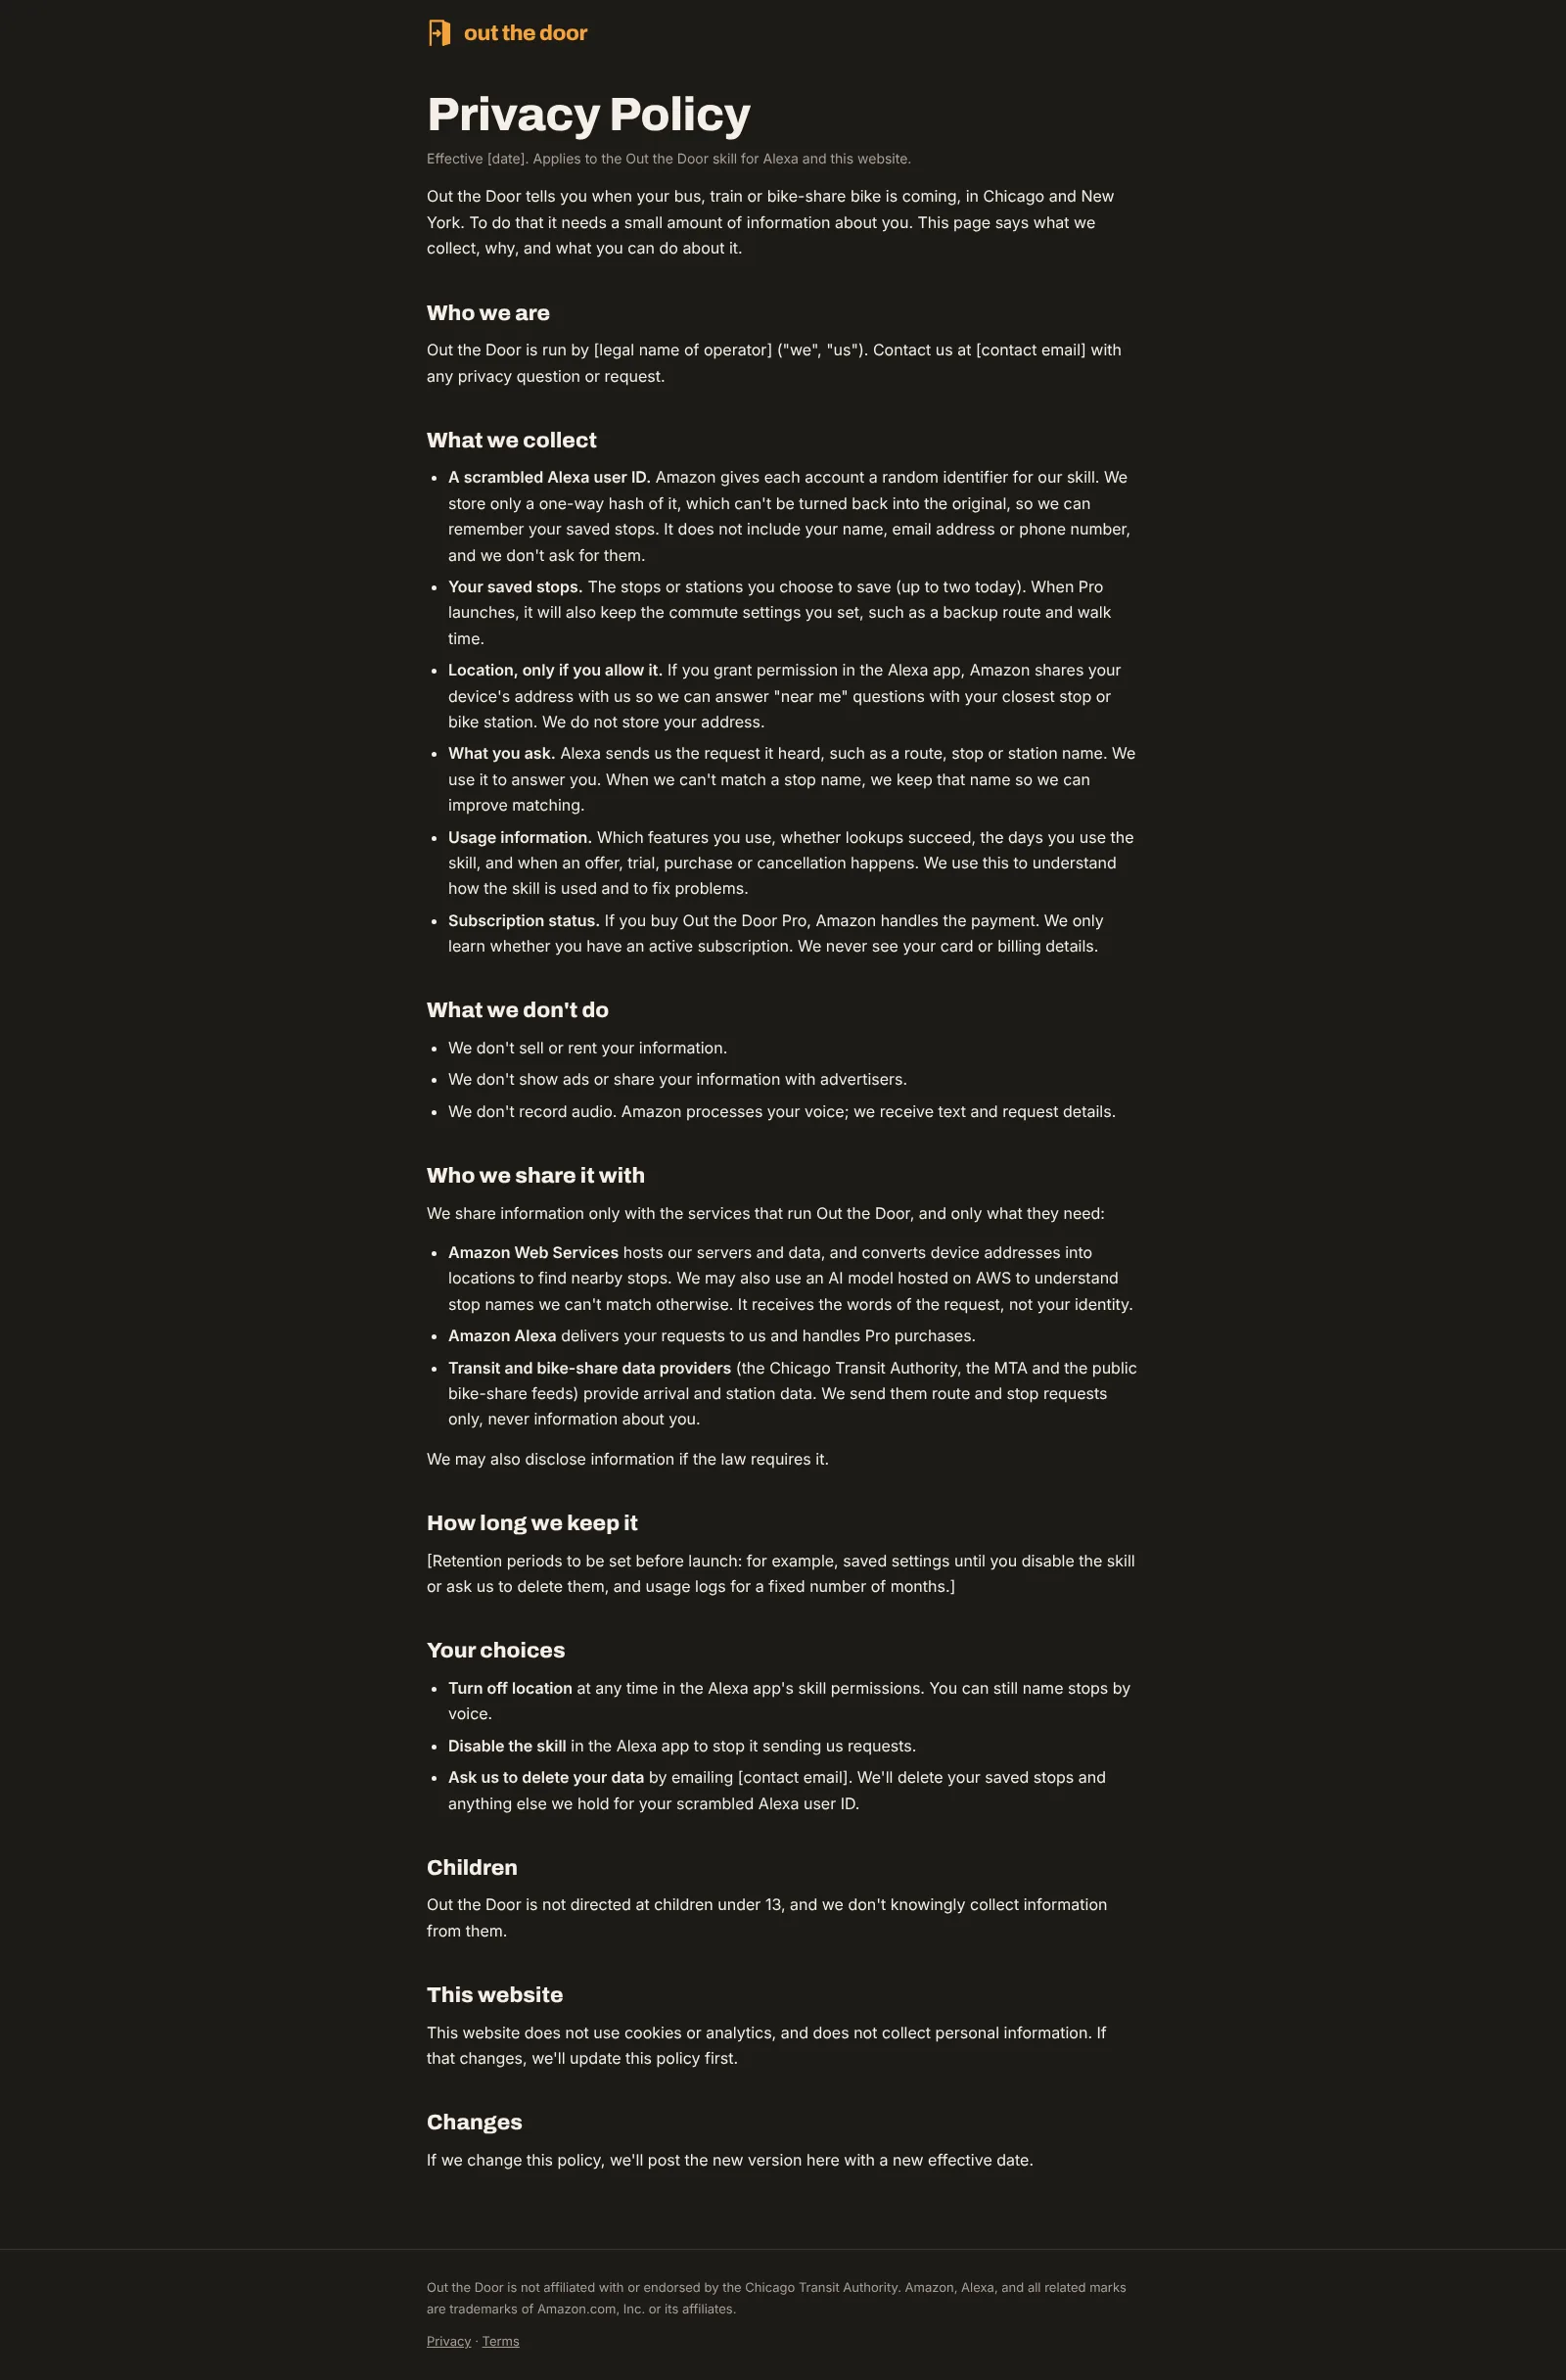 out the door
Privacy Policy
Effective [date]. Applies to the Out the Door skill for Alexa and this website.
Out the Door tells you when your bus, train or bike-share bike is coming, in Chicago and New
York. To do that it needs a small amount of information about you. This page says what we
collect, why, and what you can do about it.
Who we are
Out the Door is run by [legal name of operator] ("we", "us"). Contact us at [contact email] with
any privacy question or request.
What we collect
• A scrambled Alexa user ID. Amazon gives each account a random identifier for our skill. We
store only a one-way hash of it, which can't be turned back into the original, so we can
remember your saved stops. It does not include your name, email address or phone number,
and we don't ask for them.
• Your saved stops. The stops or stations you choose to save (up to two today). When Pro
launches, it will also keep the commute settings you set, such as a backup route and walk
time.
• Location, only if you allow it. If you grant permission in the Alexa app, Amazon shares your
device's address with us so we can answer "near me" questions with your closest stop or
bike station. We do not store your address.
• What you ask. Alexa sends us the request it heard, such as a route, stop or station name. We
use it to answer you. When we can't match a stop name, we keep that name so we can
improve matching.
• Usage information. Which features you use, whether lookups succeed, the days you use the
skill, and when an offer, trial, purchase or cancellation happens. We use this to understand
how the skill is used and to fix problems.
• Subscription status. If you buy Out the Door Pro, Amazon handles the payment. We only
learn whether you have an active subscription. We never see your card or billing details.
What we don't do
• We don't sell or rent your information.
• We don't show ads or share your information with advertisers.
• We don't record audio. Amazon processes your voice; we receive text and request details.
Who we share it with
We share information only with the services that run Out the Door, and only what they need:
• Amazon Web Services hosts our servers and data, and converts device addresses into
locations to find nearby stops. We may also use an AI model hosted on AWS to understand
stop names we can't match otherwise. It receives the words of the request, not your identity.
• Amazon Alexa delivers your requests to us and handles Pro purchases.
• Transit and bike-share data providers (the Chicago Transit Authority, the MTA and the public
bike-share feeds) provide arrival and station data. We send them route and stop requests
only, never information about you.
We may also disclose information if the law requires it.
How long we keep it
[Retention periods to be set before launch: for example, saved settings until you disable the skill
or ask us to delete them, and usage logs for a fixed number of months.]
Your choices
• Turn off location at any time in the Alexa app's skill permissions. You can still name stops by
voice.
• Disable the skill in the Alexa app to stop it sending us requests.
• Ask us to delete your data by emailing [contact email]. We'll delete your saved stops and
anything else we hold for your scrambled Alexa user ID.
Children
Out the Door is not directed at children under 13, and we don't knowingly collect information
from them.
This website
This website does not use cookies or analytics, and does not collect personal information. If
that changes, we'll update this policy first.
Changes
If we change this policy, we'll post the new version here with a new effective date.
Out the Door is not affiliated with or endorsed by the Chicago Transit Authority. Amazon, Alexa, and all related marks
are trademarks of Amazon.com, Inc. or its affiliates.
Privacy · Terms